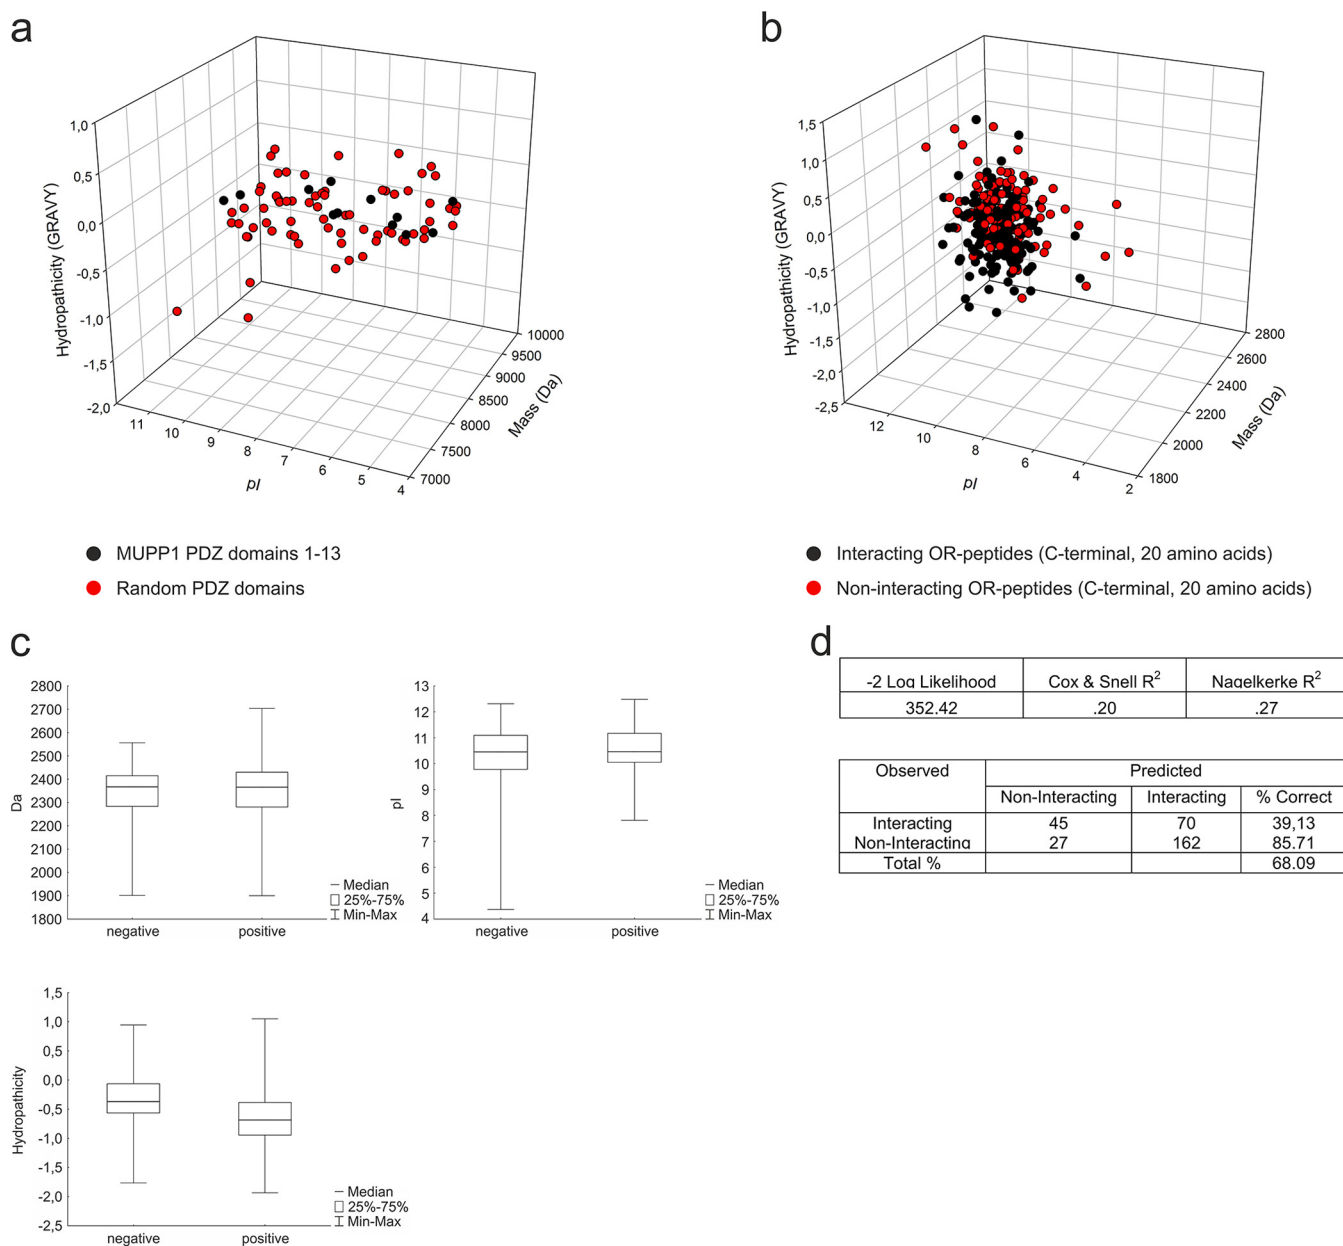 a
b
1,0
0,5
0,0
-0,5
-1,0
-1,5
-2,0
Hydropathicity (GRAVY)
11
10
9
8
7
6
5
4
pI
10000
9500
9000
8500
8000
7500
7000
Mass (Da)
1,5
1,0
0,5
0,0
-0,5
-1,0
-1,5
-2,0
-2,5
Hydropathicity (GRAVY)
12
10
8
6
4
2
pI
2800
2600
2400
2200
2000
1800
Mass (Da)
MUPP1 PDZ domains 1-13
Random PDZ domains
Interacting OR-peptides (C-terminal, 20 amino acids)
Non-interacting OR-peptides (C-terminal, 20 amino acids)
c
2800
2700
2600
2500
2400
2300
2200
2100
2000
1900
1800
Da
negative positive
Median
25%-75%
Min-Max
13
12
11
10
9
8
7
6
5
4
pI
negative positive
Median
25%-75%
Min-Max
1,5
1,0
0,5
0,0
-0,5
-1,0
-1,5
-2,0
-2,5
Hydropathicity
negative positive
Median
25%-75%
Min-Max
d
-2 Log Likelihood Cox & Snell R² Nagelkerke R²
352.42 .20 .27
Observed Predicted
Non-Interacting Interacting % Correct
Interacting 45 70 39,13
Non-Interacting 27 162 85.71
Total % 68.09